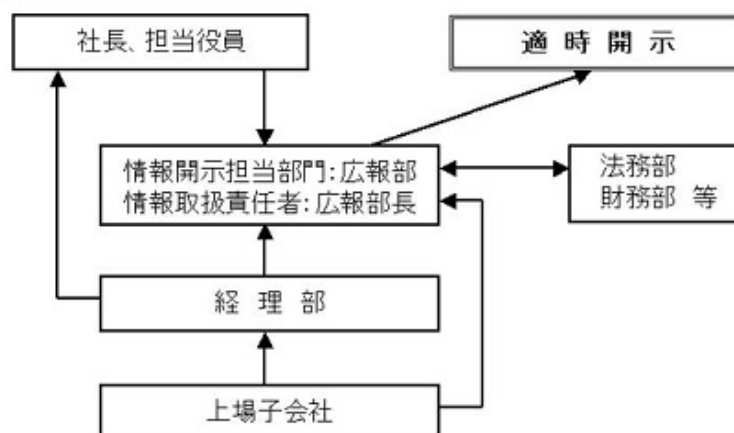 社長、担当役員
適 時 開 示
情報開示担当部門：広報部
情報取扱責任者：広報部長
法務部
財務部 等
経 理 部
上場子会社